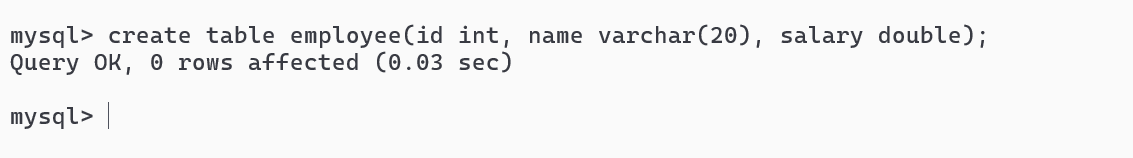 mysql> create table employee(id int, name varchar(20), salary double);
Query OK, 0 rows affected (0.03 sec)
mysql>